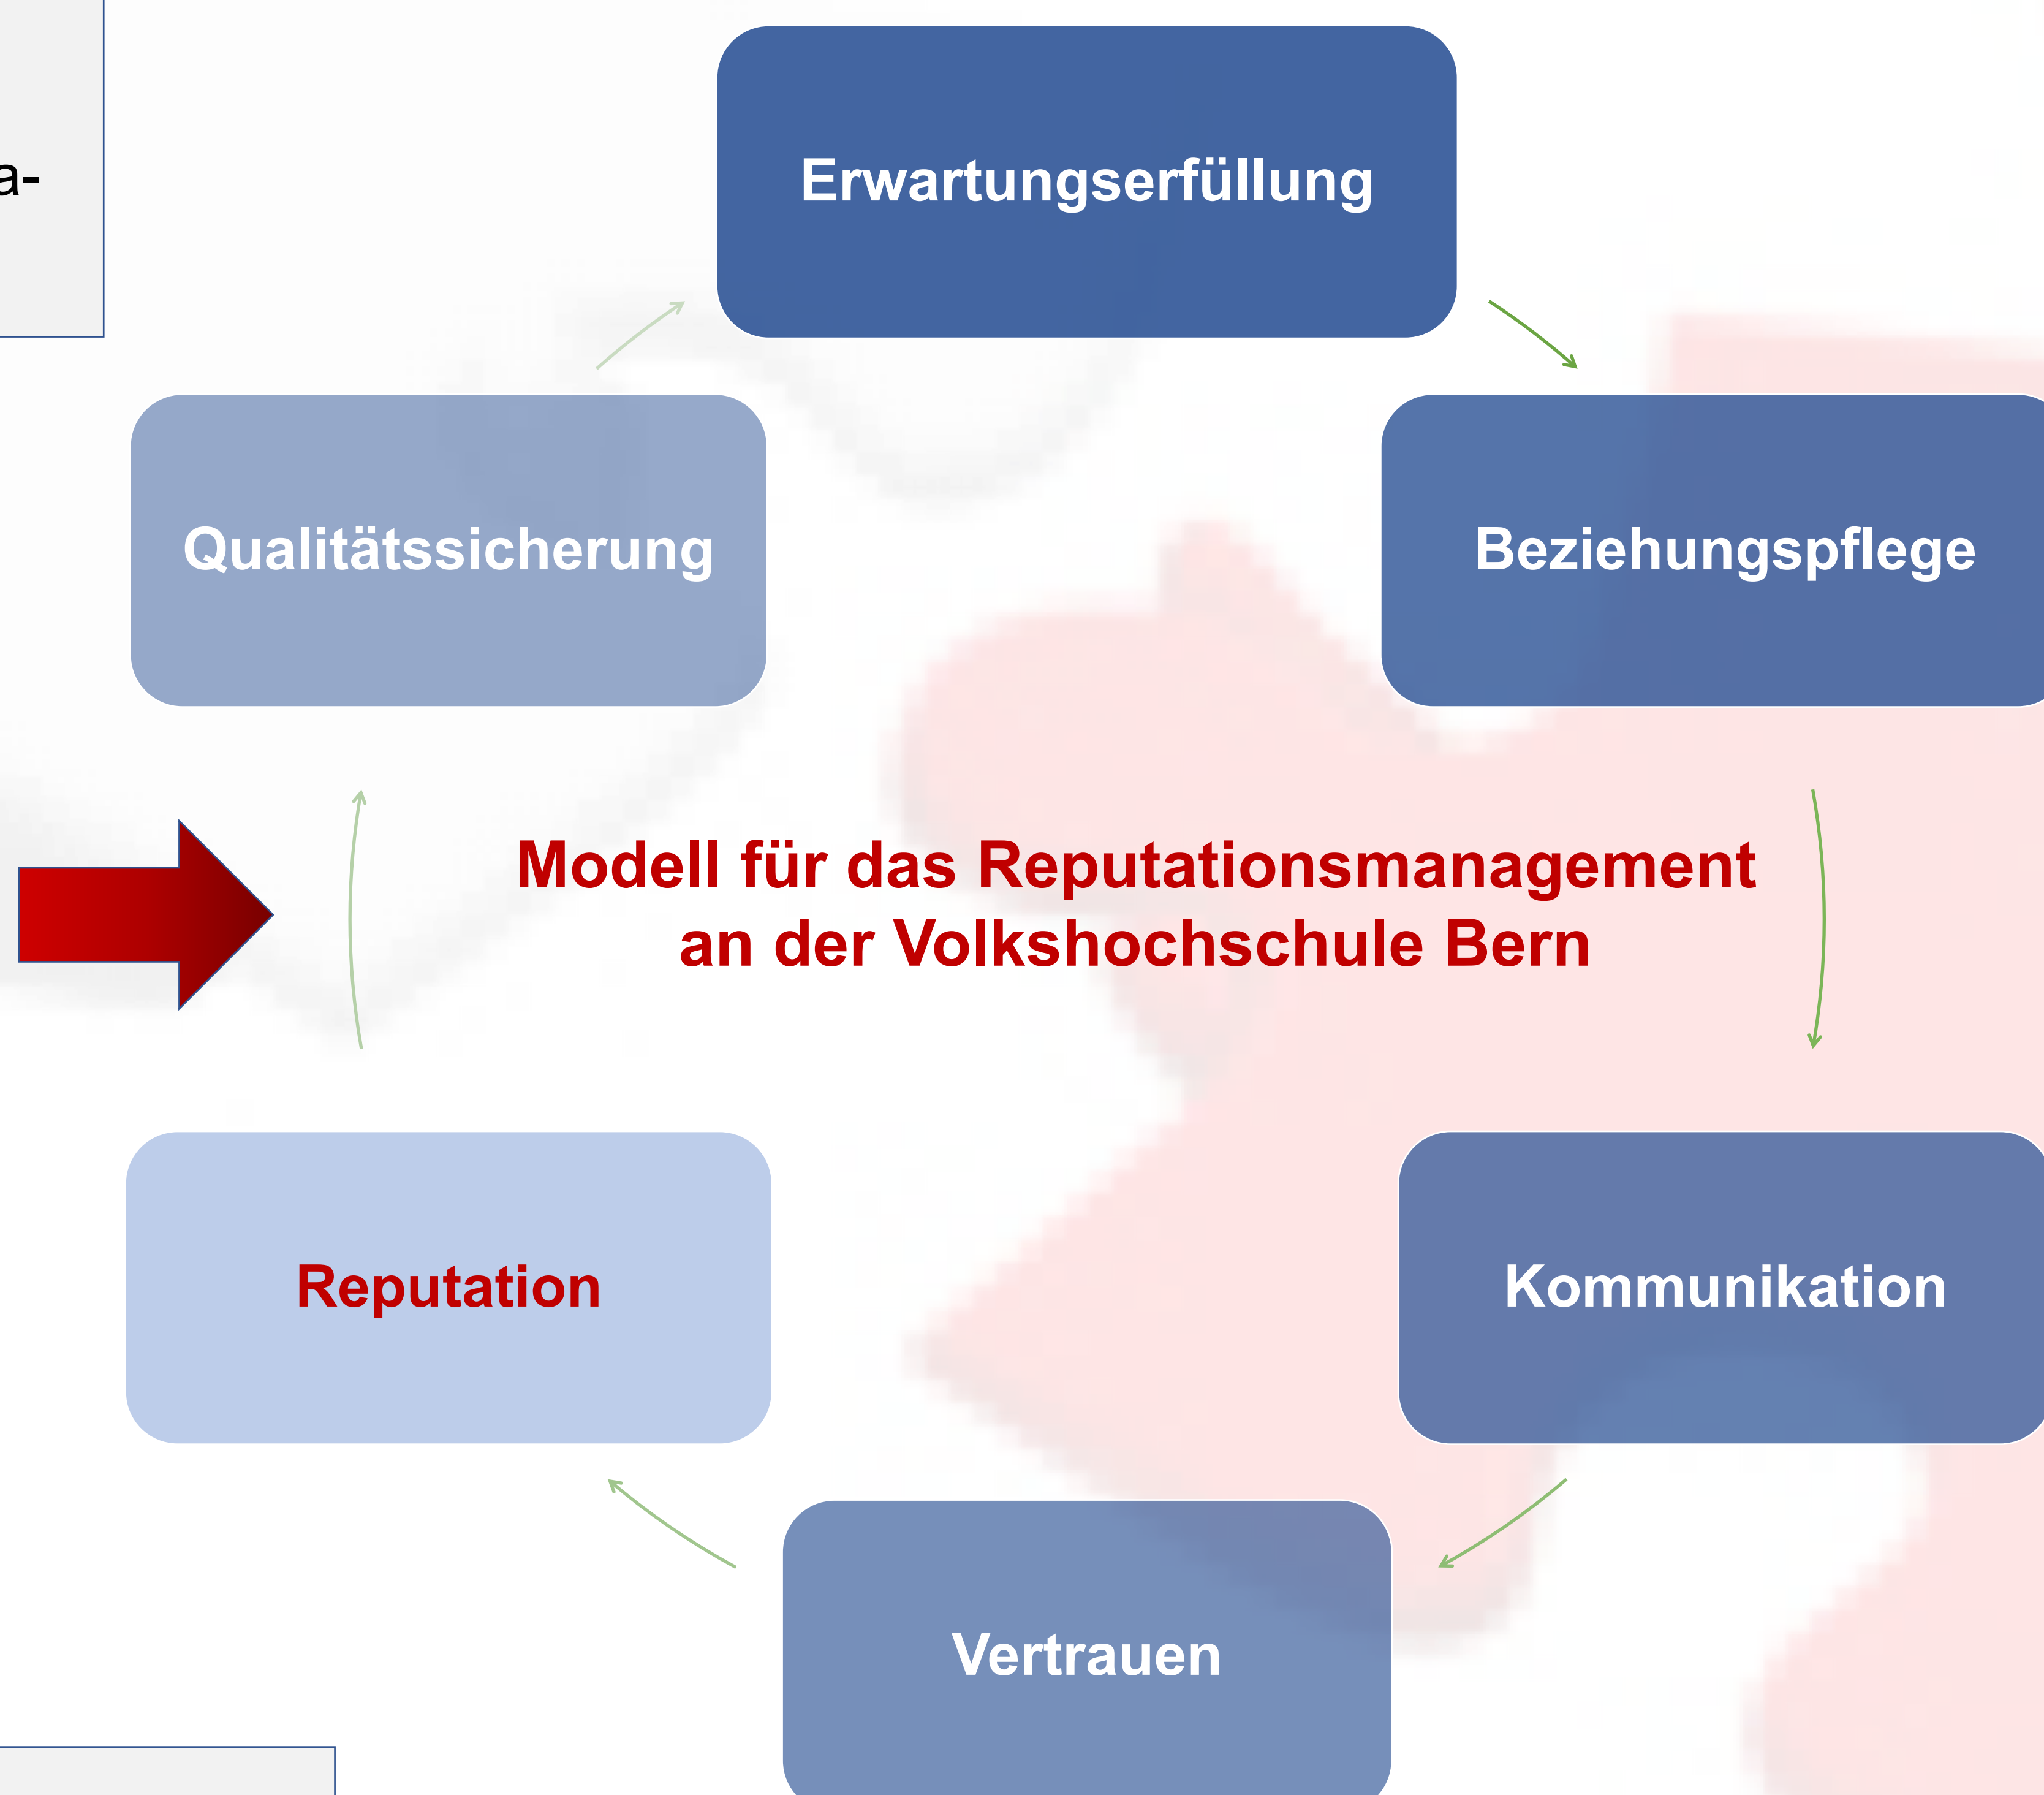 a-
Erwartungserfüllung
Qualitätssicherung
Beziehungspflege
Modell für das Reputationsmanagement
an der Volkshochschule Bern
Reputation
Kommunikation
Vertrauen